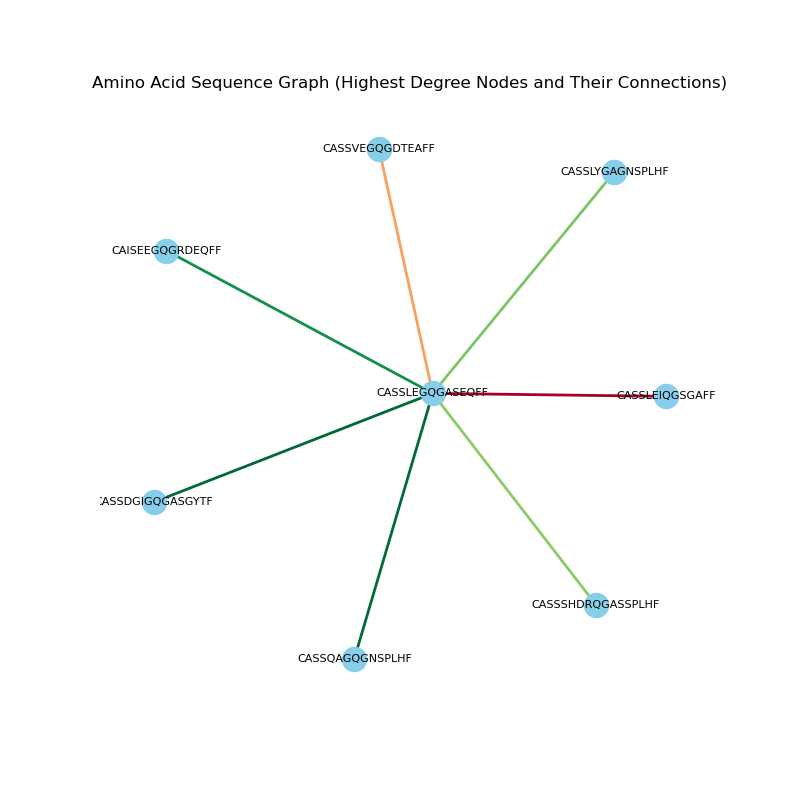 Amino Acid Sequence Graph (Highest Degree Nodes and Their Connections)
CASSVEGQGDTEAFF
CASSLYGAGNSPLHF
CAISEEGQGRDEQFF
CASSLEGQGASEQFF
CASSLEIQGSGAFF
CASSDGIGQGASGYTF
CASSSHDRQGASSPLHF
CASSQAGQGNSPLHF